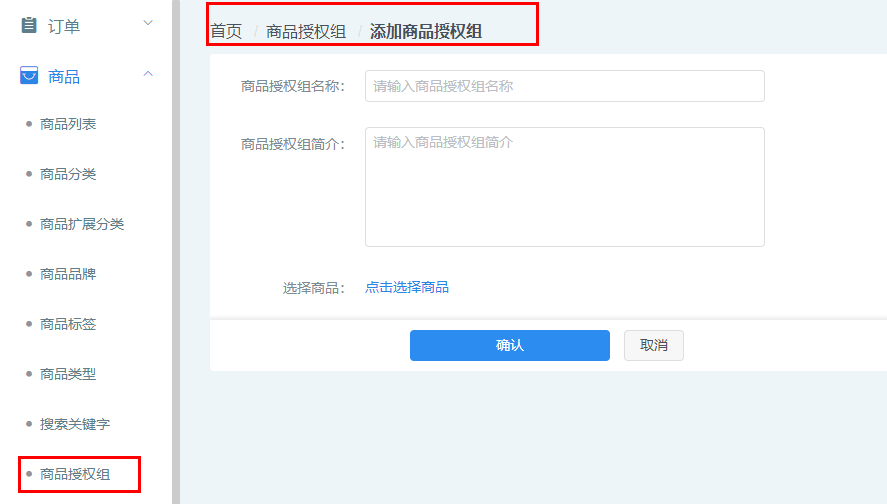 订单
商品
商品列表
商品分类
商品扩展分类
商品品牌
商品标签
商品类型
搜索关键字
商品授权组
首页 / 商品授权组 / 添加商品授权组
商品授权组名称： 请输入商品授权组名称
商品授权组简介： 请输入商品授权组简介
选择商品： 点击选择商品
确认 取消